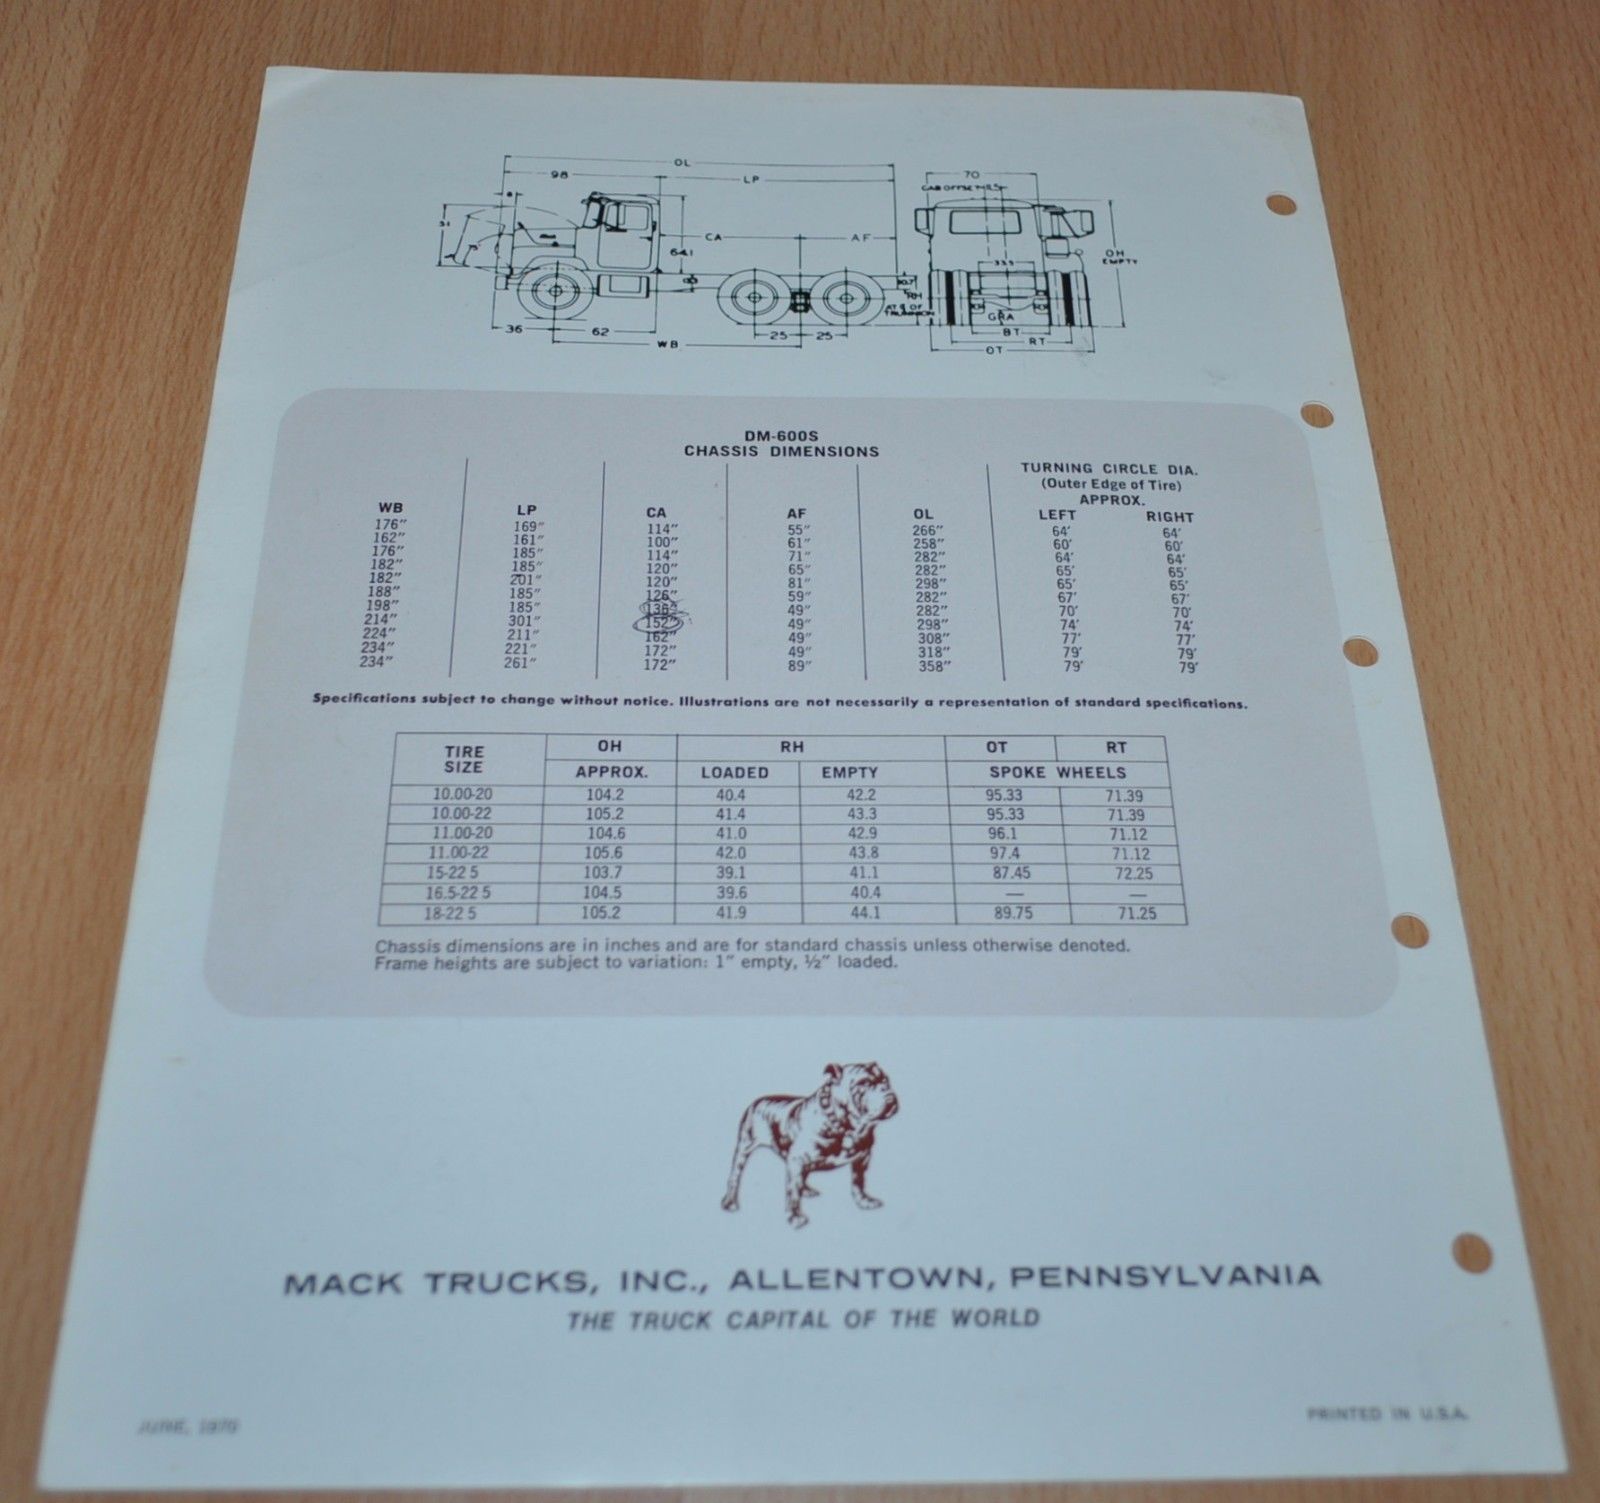 OL
98
LP
70
CAB OFFSET
CA
AF
64.1
33.5
OH
EMPTY
RH
GRA
36
62
25
25
BT
WB
RT
OT
DM-600S
CHASSIS DIMENSIONS
TURNING CIRCLE DIA.
(Outer Edge of Tire)
APPROX.
WB LP CA AF OL LEFT RIGHT
176" 169" 114" 55" 266" 64' 64'
162" 161" 100" 61" 258" 60' 60'
176" 185" 114" 71" 282" 64' 64'
182" 185" 120" 65" 282" 65' 65'
182" 201" 120" 81" 298" 65' 65'
188" 185" 126" 59" 282" 67' 67'
198" 185" 136" 49" 282" 70' 70'
214" 301" 152" 49" 298" 74' 74'
224" 211" 162" 49" 308" 77' 77'
234" 221" 172" 49" 318" 79' 79'
234" 261" 172" 89" 358" 79' 79'
Specifications subject to change without notice. Illustrations are not necessarily a representation of standard specifications.
TIRE SIZE OH RH OT RT
APPROX. LOADED EMPTY SPOKE WHEELS
10.00-20 104.2 40.4 42.2 95.33 71.39
10.00-22 105.2 41.4 43.3 95.33 71.39
11.00-20 104.6 41.0 42.9 96.1 71.12
11.00-22 105.6 42.0 43.8 97.4 71.12
15-22 5 103.7 39.1 41.1 87.45 72.25
16.5-22 5 104.5 39.6 40.4 — —
18-22 5 105.2 41.9 44.1 89.75 71.25
Chassis dimensions are in inches and are for standard chassis unless otherwise denoted.
Frame heights are subject to variation: 1" empty, ½" loaded.
MACK TRUCKS, INC., ALLENTOWN, PENNSYLVANIA
THE TRUCK CAPITAL OF THE WORLD
JUNE, 1970
PRINTED IN U.S.A.